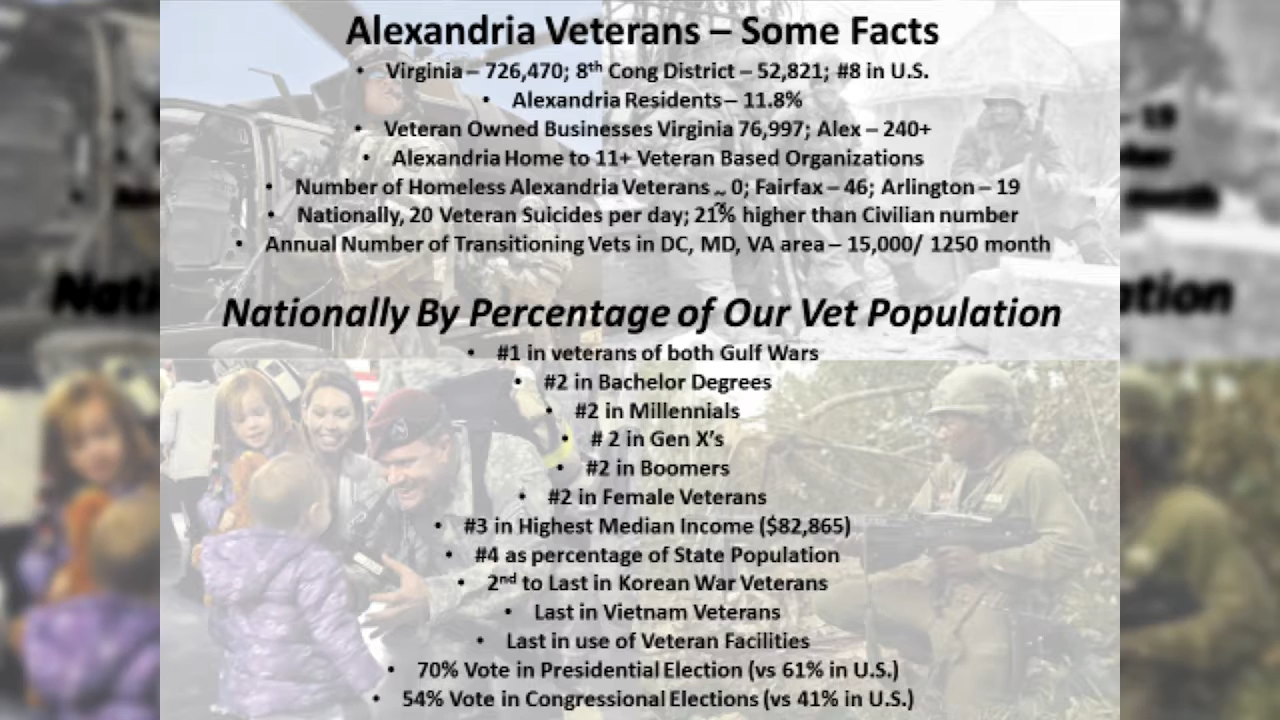 Alexandria Veterans – Some Facts
• Virginia – 726,470; 8th Cong District – 52,821; #8 in U.S.
• Alexandria Residents – 11.8%
• Veteran Owned Businesses Virginia 76,997; Alex – 240+
• Alexandria Home to 11+ Veteran Based Organizations
• Number of Homeless Alexandria Veterans ~ 0; Fairfax – 46; Arlington – 19
• Nationally, 20 Veteran Suicides per day; 21% higher than Civilian number
• Annual Number of Transitioning Vets in DC, MD, VA area – 15,000/ 1250 month
Nationally By Percentage of Our Vet Population
• #1 in veterans of both Gulf Wars
• #2 in Bachelor Degrees
• #2 in Millennials
• # 2 in Gen X's
• #2 in Boomers
• #2 in Female Veterans
• #3 in Highest Median Income ($82,865)
• #4 as percentage of State Population
• 2nd to Last in Korean War Veterans
• Last in Vietnam Veterans
• Last in use of Veteran Facilities
• 70% Vote in Presidential Election (vs 61% in U.S.)
• 54% Vote in Congressional Elections (vs 41% in U.S.)